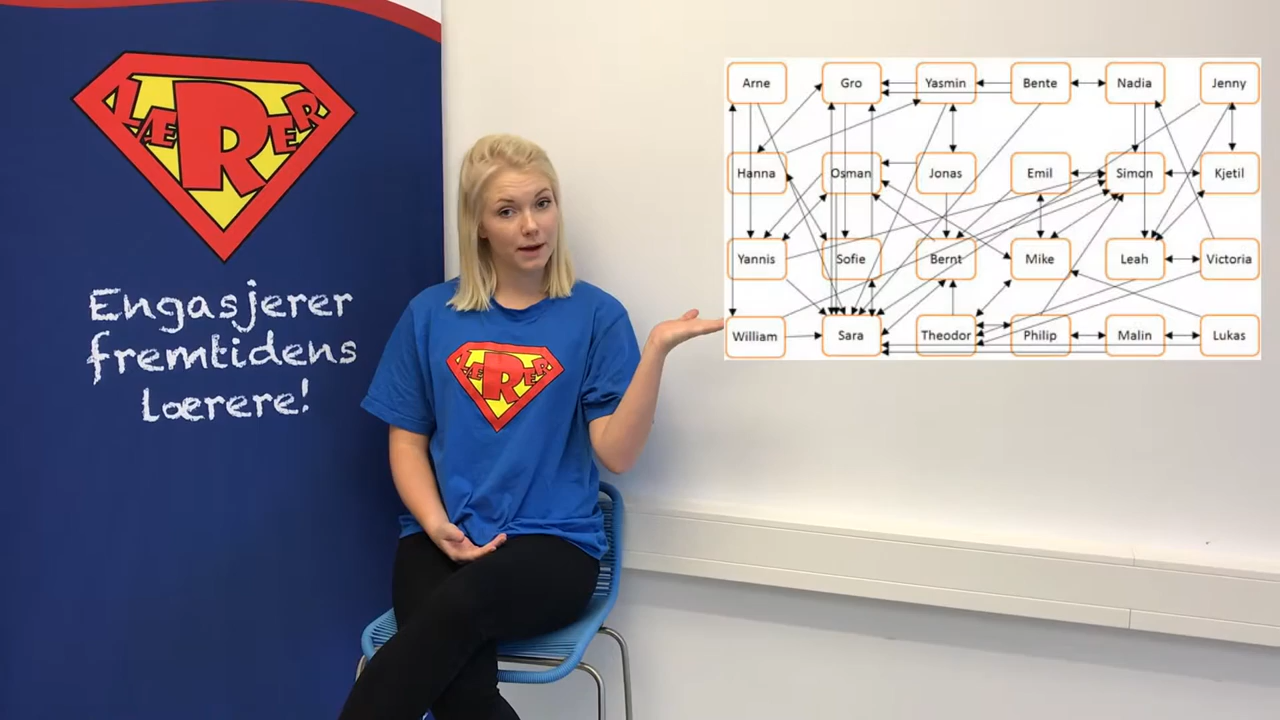 LÆRER
Engasjerer
fremtidens
lærere!
LÆRER
Arne Gro Yasmin Bente Nadia Jenny
Hanna Osman Jonas Emil Simon Kjetil
Yannis Sofie Bernt Mike Leah Victoria
William Sara Theodor Philip Malin Lukas